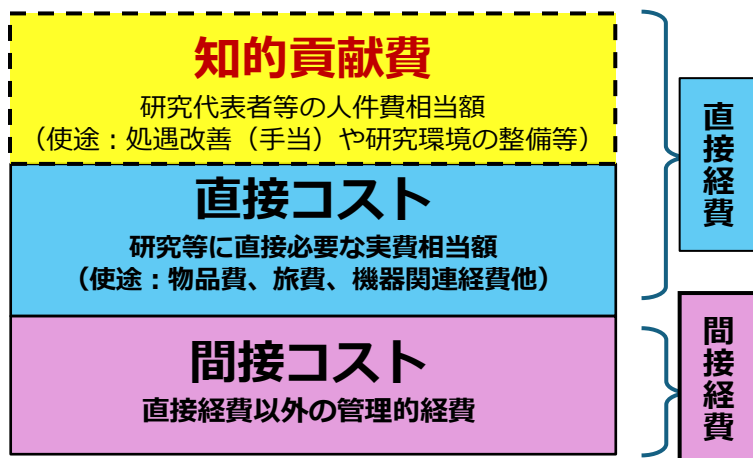 知的貢献費
研究代表者等の人件費相当額
（使途：処遇改善（手当）や研究環境の整備等）
直接コスト
研究等に直接必要な実費相当額
（使途：物品費、旅費、機器関連経費他）
間接コスト
直接経費以外の管理的経費
直接経費
間接経費